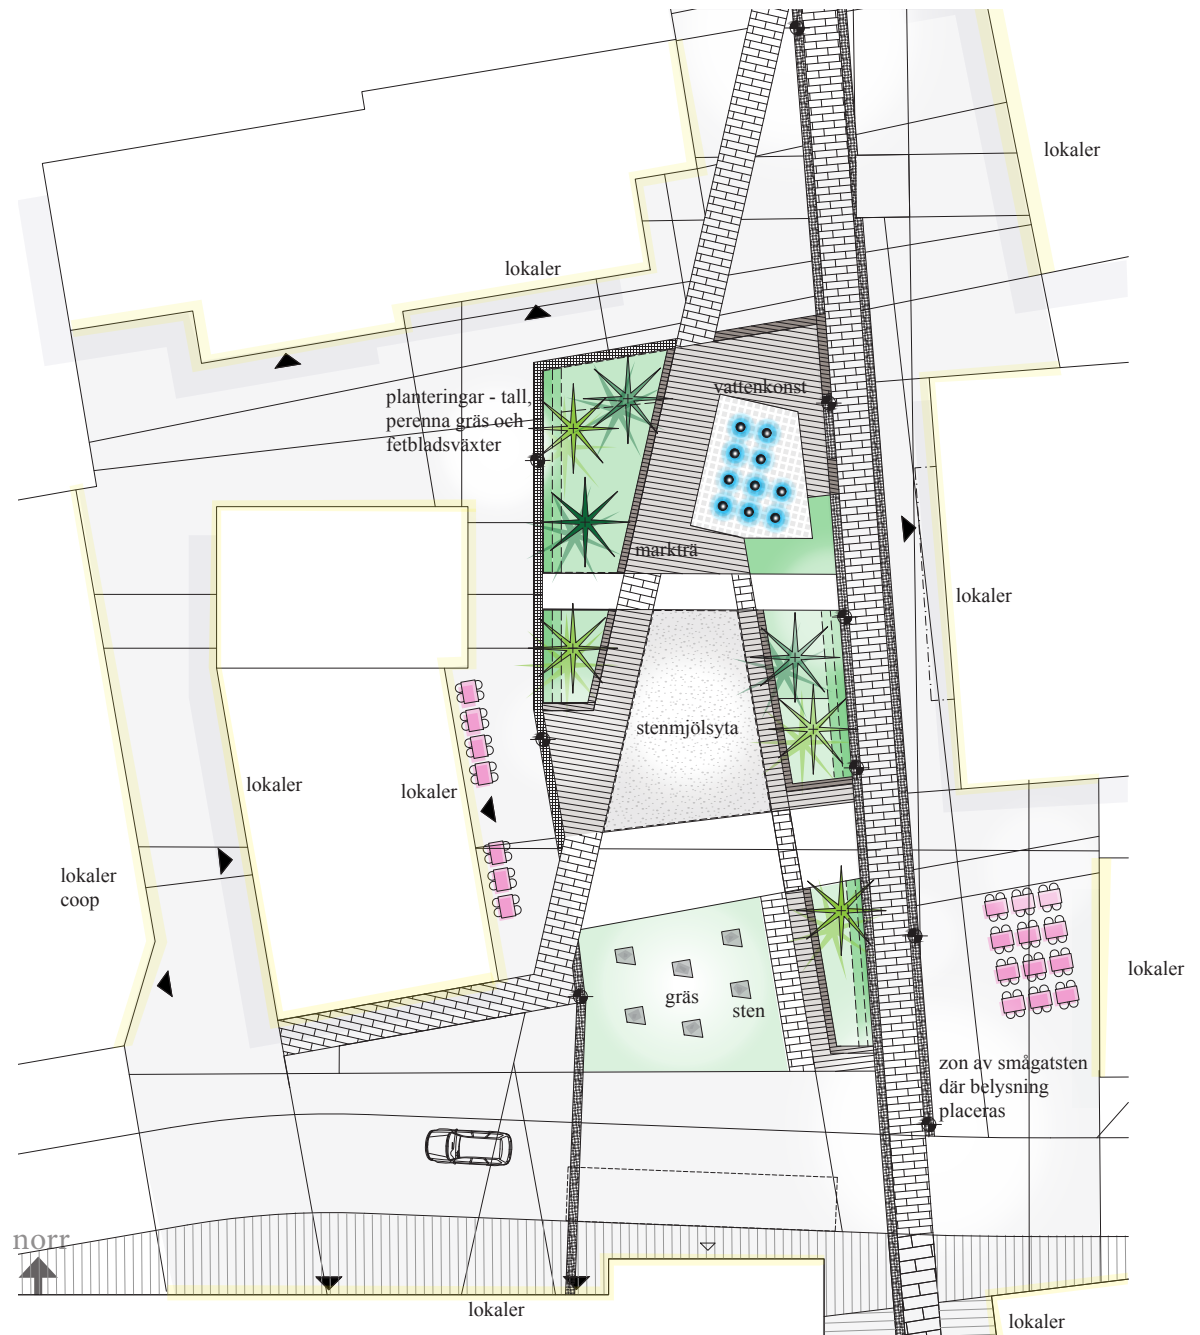 lokaler
lokaler
vattenkonst
planteringar - tall,
perenna gräs och
fetbladsväxter
markträ
lokaler
stenmjölsyta
lokaler
lokaler
lokaler
coop
lokaler
gräs
sten
zon av smågatsten
där belysning
placeras
norr
lokaler
lokaler